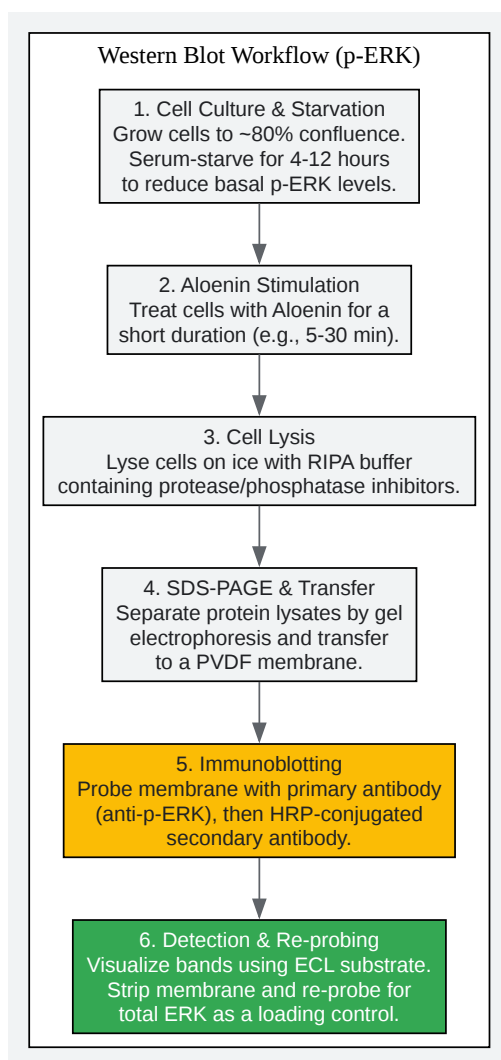 Western Blot Workflow (p-ERK)
1. Cell Culture & Starvation
Grow cells to ~80% confluence.
Serum-starve for 4-12 hours
to reduce basal p-ERK levels.
2. Aloenin Stimulation
Treat cells with Aloenin for a
short duration (e.g., 5-30 min).
3. Cell Lysis
Lyse cells on ice with RIPA buffer
containing protease/phosphatase inhibitors.
4. SDS-PAGE & Transfer
Separate protein lysates by gel
electrophoresis and transfer
to a PVDF membrane.
5. Immunoblotting
Probe membrane with primary antibody
(anti-p-ERK), then HRP-conjugated
secondary antibody.
6. Detection & Re-probing
Visualize bands using ECL substrate.
Strip membrane and re-probe for
total ERK as a loading control.